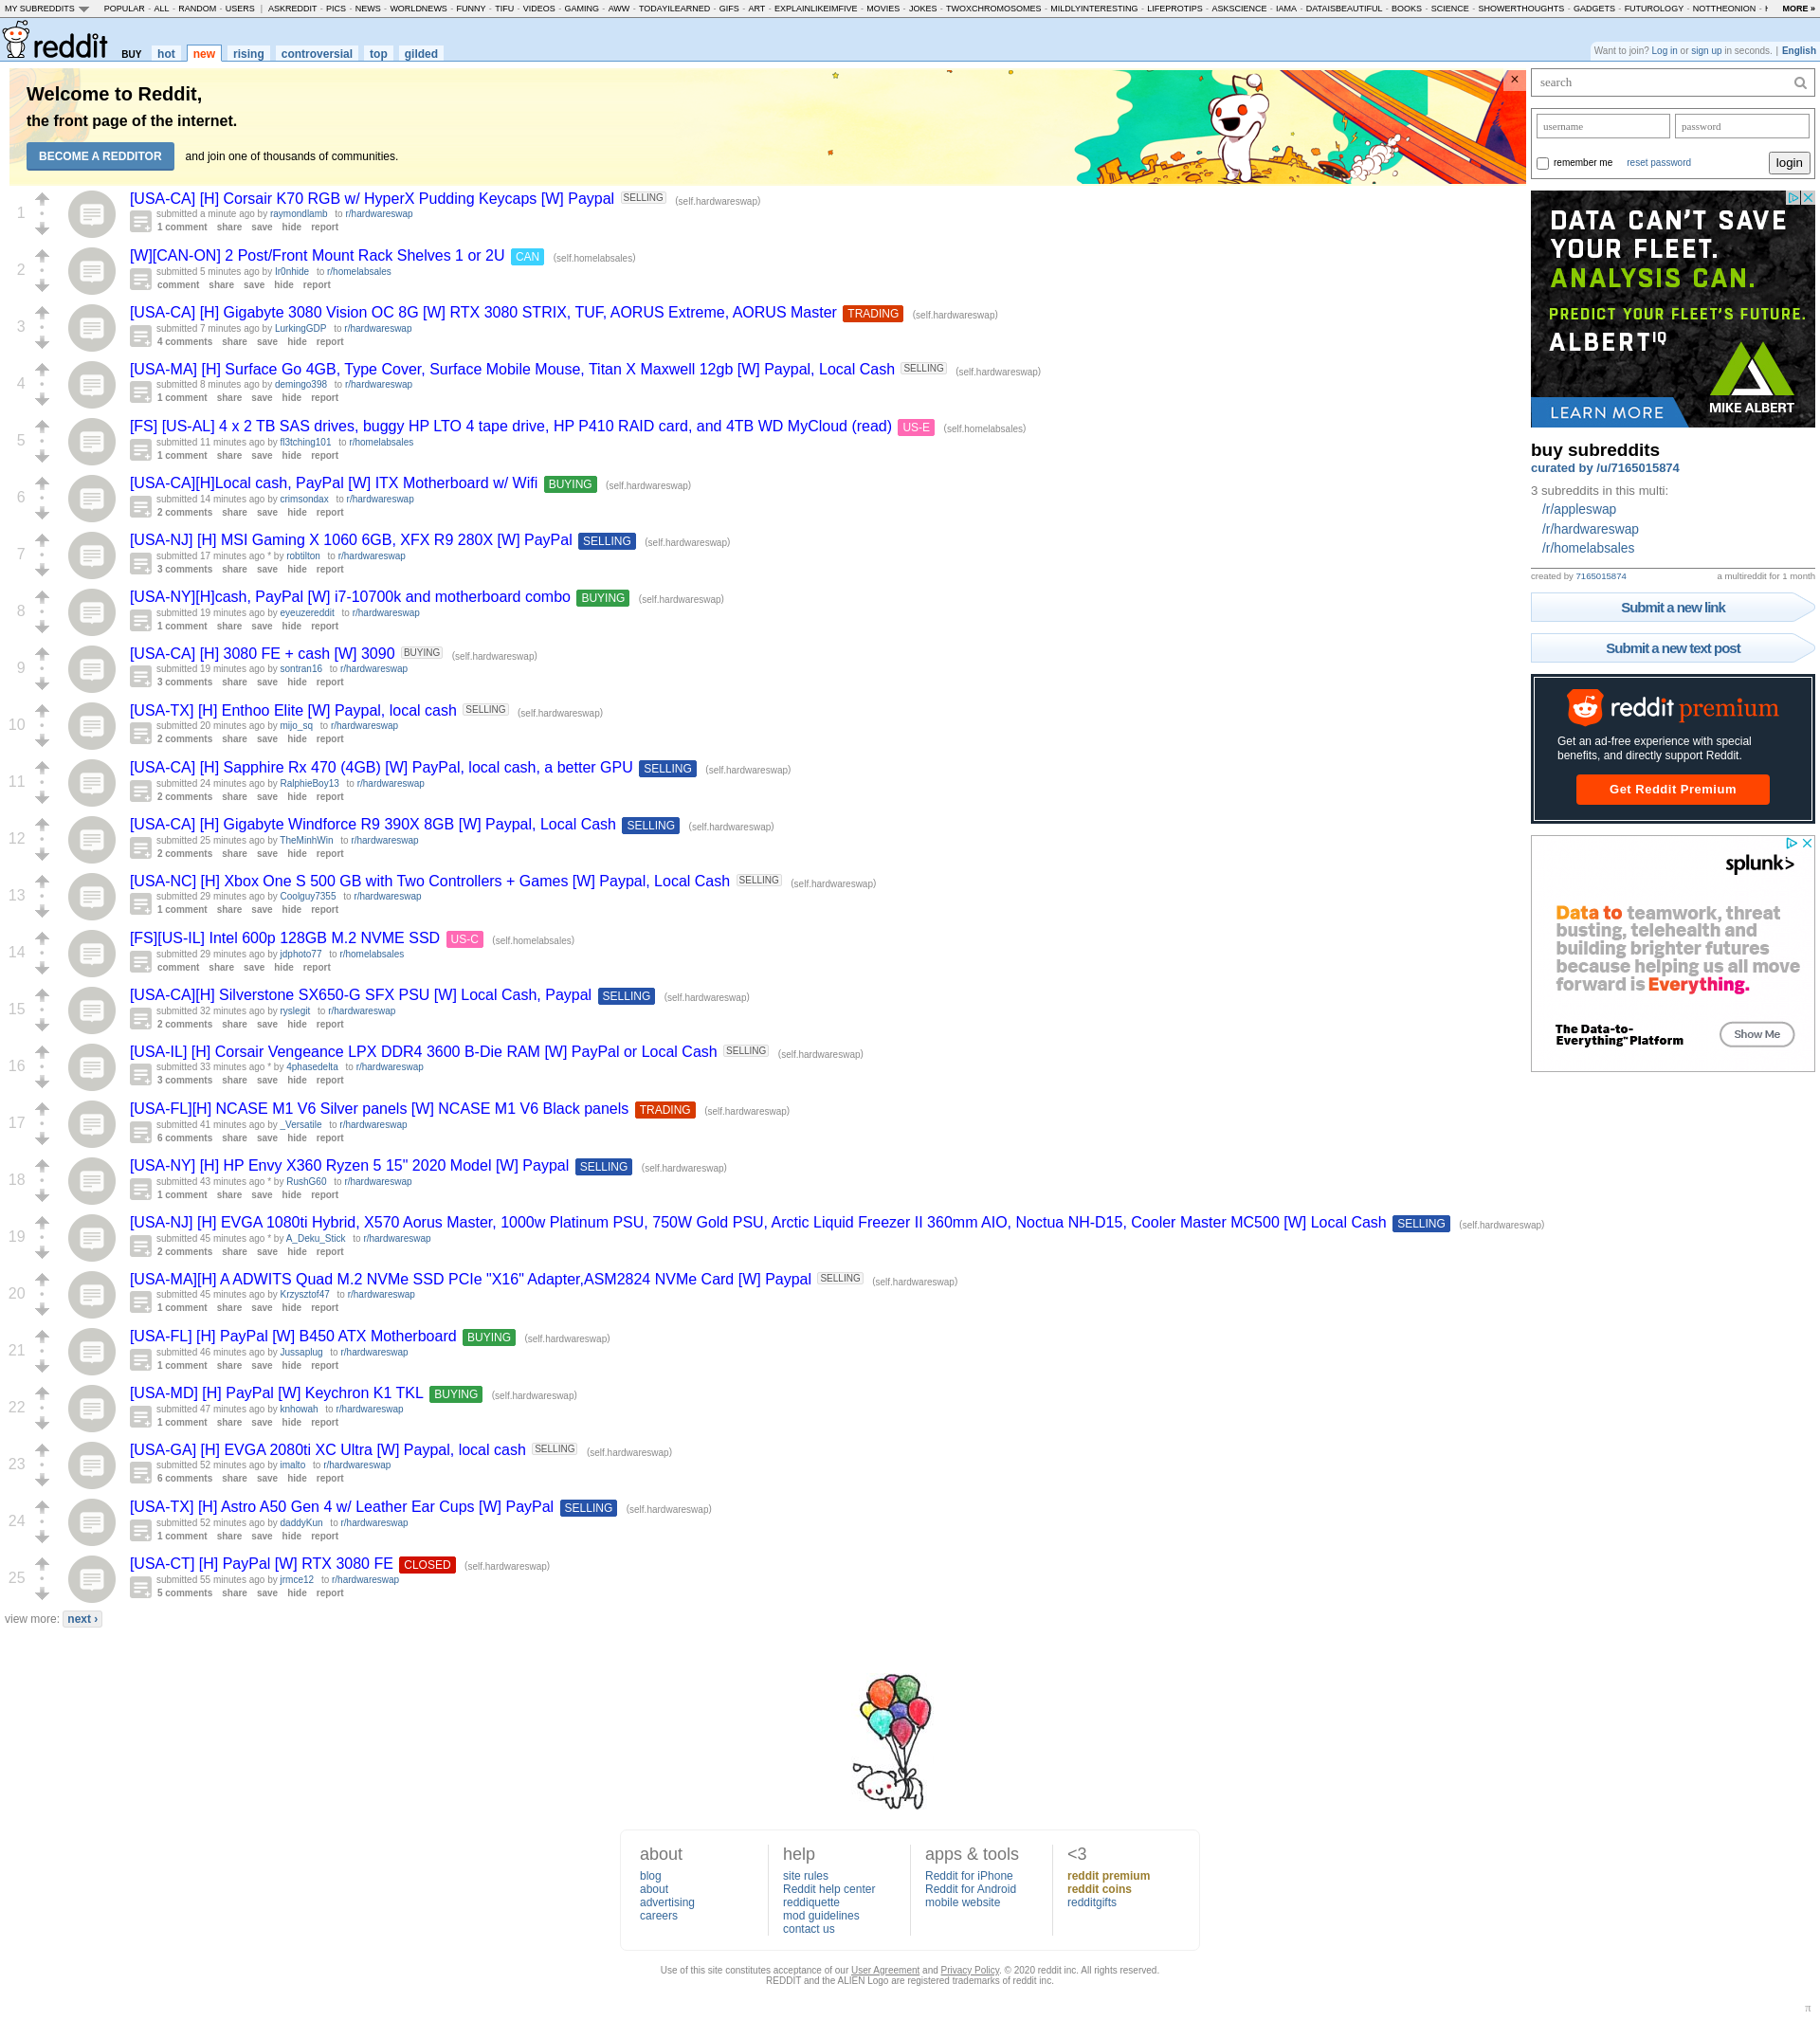 MY SUBREDDITS POPULAR - ALL - RANDOM - USERS | ASKREDDIT - PICS - NEWS - WORLDNEWS - FUNNY - TIFU - VIDEOS - GAMING - AWW - TODAYILEARNED - GIFS - ART - EXPLAINLIKEIMFIVE - MOVIES - JOKES - TWOXCHROMOSOMES - MILDLYINTERESTING - LIFEPROTIPS - ASKSCIENCE - IAMA - DATAISBEAUTIFUL - BOOKS - SCIENCE - SHOWERTHOUGHTS - GADGETS - FUTUROLOGY - NOTTHEONION - MORE »
reddit BUY hot new rising controversial top gilded
Want to join? Log in or sign up in seconds. | English
Welcome to Reddit,
the front page of the internet.
BECOME A REDDITOR and join one of thousands of communities.
×
1
[USA-CA] [H] Corsair K70 RGB w/ HyperX Pudding Keycaps [W] Paypal SELLING (self.hardwareswap)
submitted a minute ago by raymondlamb to r/hardwareswap
1 comment share save hide report
2
[W][CAN-ON] 2 Post/Front Mount Rack Shelves 1 or 2U CAN (self.homelabsales)
submitted 5 minutes ago by Ir0nhide to r/homelabsales
comment share save hide report
3
[USA-CA] [H] Gigabyte 3080 Vision OC 8G [W] RTX 3080 STRIX, TUF, AORUS Extreme, AORUS Master TRADING (self.hardwareswap)
submitted 7 minutes ago by LurkingGDP to r/hardwareswap
4 comments share save hide report
4
[USA-MA] [H] Surface Go 4GB, Type Cover, Surface Mobile Mouse, Titan X Maxwell 12gb [W] Paypal, Local Cash SELLING (self.hardwareswap)
submitted 8 minutes ago by demingo398 to r/hardwareswap
1 comment share save hide report
5
[FS] [US-AL] 4 x 2 TB SAS drives, buggy HP LTO 4 tape drive, HP P410 RAID card, and 4TB WD MyCloud (read) US-E (self.homelabsales)
submitted 11 minutes ago by fl3tching101 to r/homelabsales
1 comment share save hide report
6
[USA-CA][H]Local cash, PayPal [W] ITX Motherboard w/ Wifi BUYING (self.hardwareswap)
submitted 14 minutes ago by crimsondax to r/hardwareswap
2 comments share save hide report
7
[USA-NJ] [H] MSI Gaming X 1060 6GB, XFX R9 280X [W] PayPal SELLING (self.hardwareswap)
submitted 17 minutes ago * by robtilton to r/hardwareswap
3 comments share save hide report
8
[USA-NY][H]cash, PayPal [W] i7-10700k and motherboard combo BUYING (self.hardwareswap)
submitted 19 minutes ago by eyeuzereddit to r/hardwareswap
1 comment share save hide report
9
[USA-CA] [H] 3080 FE + cash [W] 3090 BUYING (self.hardwareswap)
submitted 19 minutes ago by sontran16 to r/hardwareswap
3 comments share save hide report
10
[USA-TX] [H] Enthoo Elite [W] Paypal, local cash SELLING (self.hardwareswap)
submitted 20 minutes ago by mijo_sq to r/hardwareswap
2 comments share save hide report
11
[USA-CA] [H] Sapphire Rx 470 (4GB) [W] PayPal, local cash, a better GPU SELLING (self.hardwareswap)
submitted 24 minutes ago by RalphieBoy13 to r/hardwareswap
2 comments share save hide report
12
[USA-CA] [H] Gigabyte Windforce R9 390X 8GB [W] Paypal, Local Cash SELLING (self.hardwareswap)
submitted 25 minutes ago by TheMinhWin to r/hardwareswap
2 comments share save hide report
13
[USA-NC] [H] Xbox One S 500 GB with Two Controllers + Games [W] Paypal, Local Cash SELLING (self.hardwareswap)
submitted 29 minutes ago by Coolguy7355 to r/hardwareswap
1 comment share save hide report
14
[FS][US-IL] Intel 600p 128GB M.2 NVME SSD US-C (self.homelabsales)
submitted 29 minutes ago by jdphoto77 to r/homelabsales
comment share save hide report
15
[USA-CA][H] Silverstone SX650-G SFX PSU [W] Local Cash, Paypal SELLING (self.hardwareswap)
submitted 32 minutes ago by ryslegit to r/hardwareswap
2 comments share save hide report
16
[USA-IL] [H] Corsair Vengeance LPX DDR4 3600 B-Die RAM [W] PayPal or Local Cash SELLING (self.hardwareswap)
submitted 33 minutes ago * by 4phasedelta to r/hardwareswap
3 comments share save hide report
17
[USA-FL][H] NCASE M1 V6 Silver panels [W] NCASE M1 V6 Black panels TRADING (self.hardwareswap)
submitted 41 minutes ago by _Versatile to r/hardwareswap
6 comments share save hide report
18
[USA-NY] [H] HP Envy X360 Ryzen 5 15" 2020 Model [W] Paypal SELLING (self.hardwareswap)
submitted 43 minutes ago * by RushG60 to r/hardwareswap
1 comment share save hide report
19
[USA-NJ] [H] EVGA 1080ti Hybrid, X570 Aorus Master, 1000w Platinum PSU, 750W Gold PSU, Arctic Liquid Freezer II 360mm AIO, Noctua NH-D15, Cooler Master MC500 [W] Local Cash SELLING (self.hardwareswap)
submitted 45 minutes ago * by A_Deku_Stick to r/hardwareswap
2 comments share save hide report
20
[USA-MA][H] A ADWITS Quad M.2 NVMe SSD PCIe "X16" Adapter,ASM2824 NVMe Card [W] Paypal SELLING (self.hardwareswap)
submitted 45 minutes ago by Krzysztof47 to r/hardwareswap
1 comment share save hide report
21
[USA-FL] [H] PayPal [W] B450 ATX Motherboard BUYING (self.hardwareswap)
submitted 46 minutes ago by Jussaplug to r/hardwareswap
1 comment share save hide report
22
[USA-MD] [H] PayPal [W] Keychron K1 TKL BUYING (self.hardwareswap)
submitted 47 minutes ago by knhowah to r/hardwareswap
1 comment share save hide report
23
[USA-GA] [H] EVGA 2080ti XC Ultra [W] Paypal, local cash SELLING (self.hardwareswap)
submitted 52 minutes ago by imalto to r/hardwareswap
6 comments share save hide report
24
[USA-TX] [H] Astro A50 Gen 4 w/ Leather Ear Cups [W] PayPal SELLING (self.hardwareswap)
submitted 52 minutes ago by daddyKun to r/hardwareswap
1 comment share save hide report
25
[USA-CT] [H] PayPal [W] RTX 3080 FE CLOSED (self.hardwareswap)
submitted 55 minutes ago by jrmce12 to r/hardwareswap
5 comments share save hide report
view more: next ›
search
username password
remember me reset password login
DATA CAN'T SAVE
YOUR FLEET.
ANALYSIS CAN.
PREDICT YOUR FLEET'S FUTURE.
ALBERTIQ
LEARN MORE
MIKE ALBERT
buy subreddits
curated by /u/7165015874
3 subreddits in this multi:
/r/appleswap
/r/hardwareswap
/r/homelabsales
created by 7165015874 a multireddit for 1 month
Submit a new link
Submit a new text post
reddit premium
Get an ad-free experience with special
benefits, and directly support Reddit.
Get Reddit Premium
splunk>
Data to teamwork, threat
busting, telehealth and
building brighter futures
because helping us all move
forward is Everything.
The Data-to-
Everything™ Platform
Show Me
about
blog
about
advertising
careers
help
site rules
Reddit help center
reddiquette
mod guidelines
contact us
apps & tools
Reddit for iPhone
Reddit for Android
mobile website
<3
reddit premium
reddit coins
redditgifts
Use of this site constitutes acceptance of our User Agreement and Privacy Policy. © 2020 reddit inc. All rights reserved.
REDDIT and the ALIEN Logo are registered trademarks of reddit inc.
π